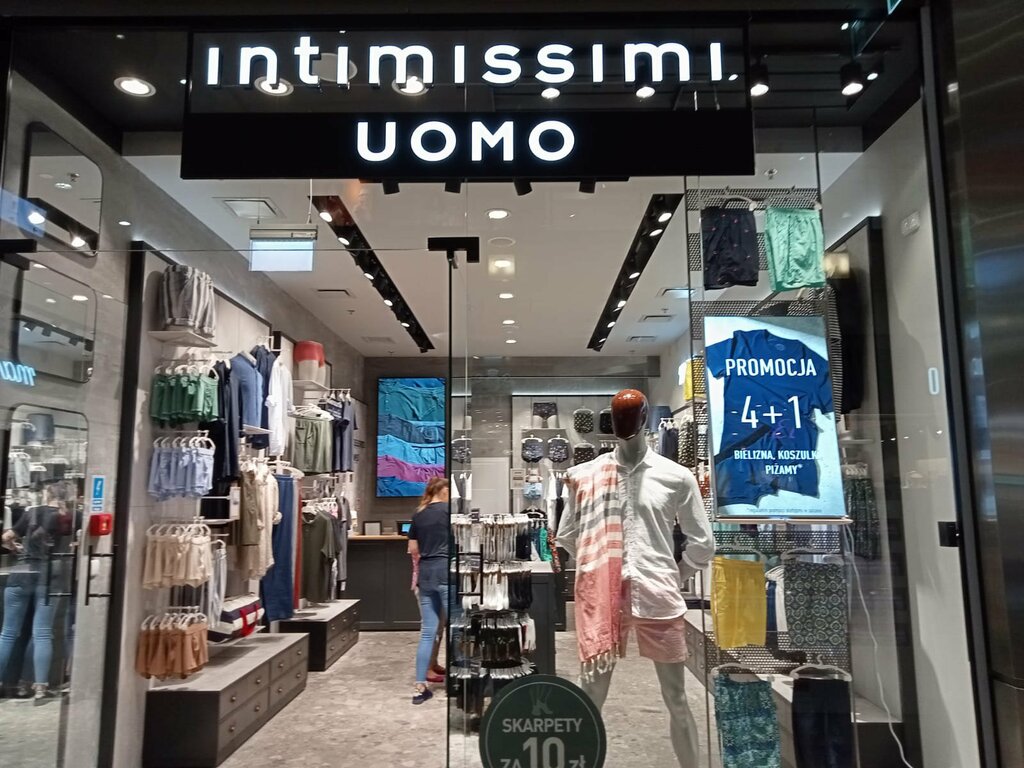 intimissimi
UOMO
PROMOCJA
4+1
BIELIZNA, KOSZULKI
PIŻAMY*
SKARPETY
ZA 10 zł